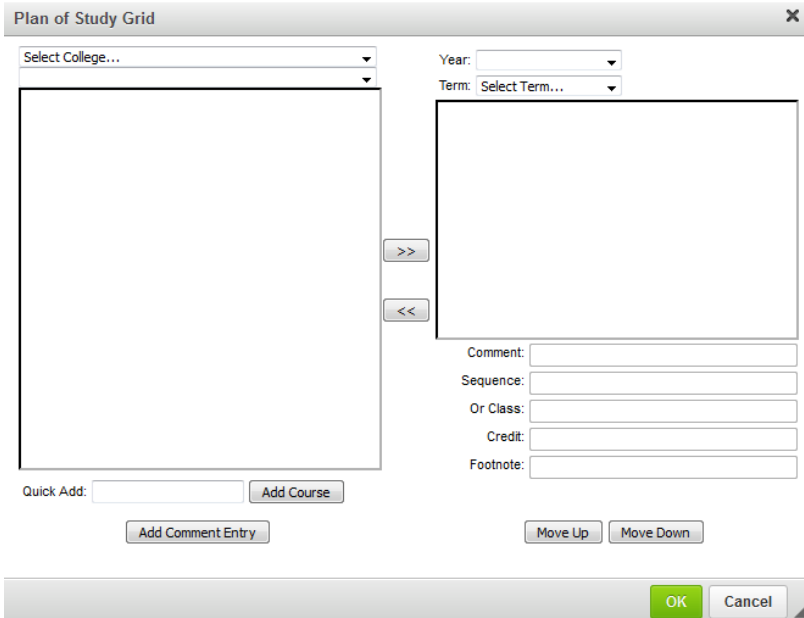 Plan of Study Grid
Select College...
Year:
Term: Select Term...
>>
<<
Comment:
Sequence:
Or Class:
Credit:
Footnote:
Quick Add: Add Course
Add Comment Entry Move Up Move Down
OK Cancel